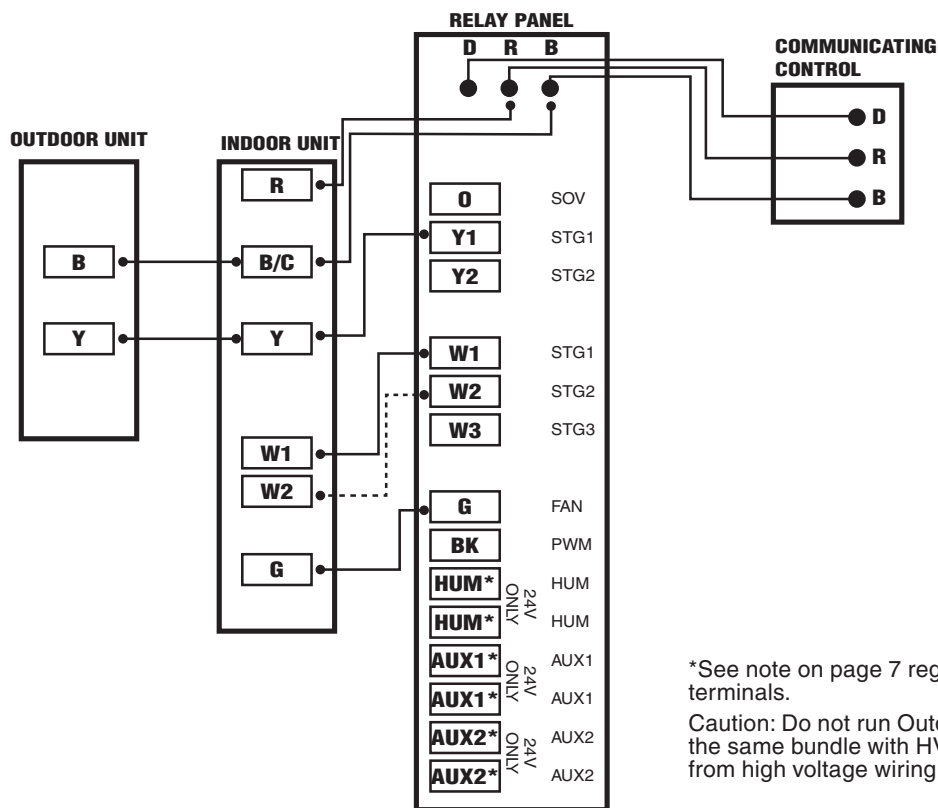 RELAY PANEL
D R B
COMMUNICATING
CONTROL
D
R
B
OUTDOOR UNIT
B
Y
INDOOR UNIT
R
B/C
Y
W1
W2
G
O SOV
Y1 STG1
Y2 STG2
W1 STG1
W2 STG2
W3 STG3
G FAN
BK PWM
HUM* HUM
HUM* HUM
24V
ONLY
AUX1* AUX1
AUX1* AUX1
24V
ONLY
AUX2* AUX2
AUX2* AUX2
24V
ONLY
*See note on page 7 reg
terminals.
Caution: Do not run Outd
the same bundle with HV
from high voltage wiring